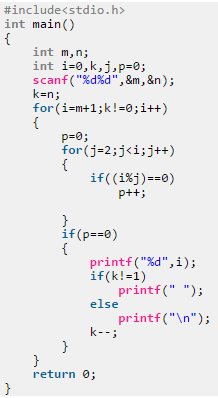 #include<stdio.h>
int main()
{
    int m,n;
    int i=0,k,j,p=0;
    scanf("%d%d",&m,&n);
    k=n;
    for(i=m+1;k!=0;i++)
    {
        p=0;
        for(j=2;j<i;j++)
        {
            if((i%j)==0)
                p++;

        }
        if(p==0)
        {
            printf("%d",i);
            if(k!=1)
                printf(" ");
            else
                printf("\n");
            k--;
        }
    }
    return 0;
}